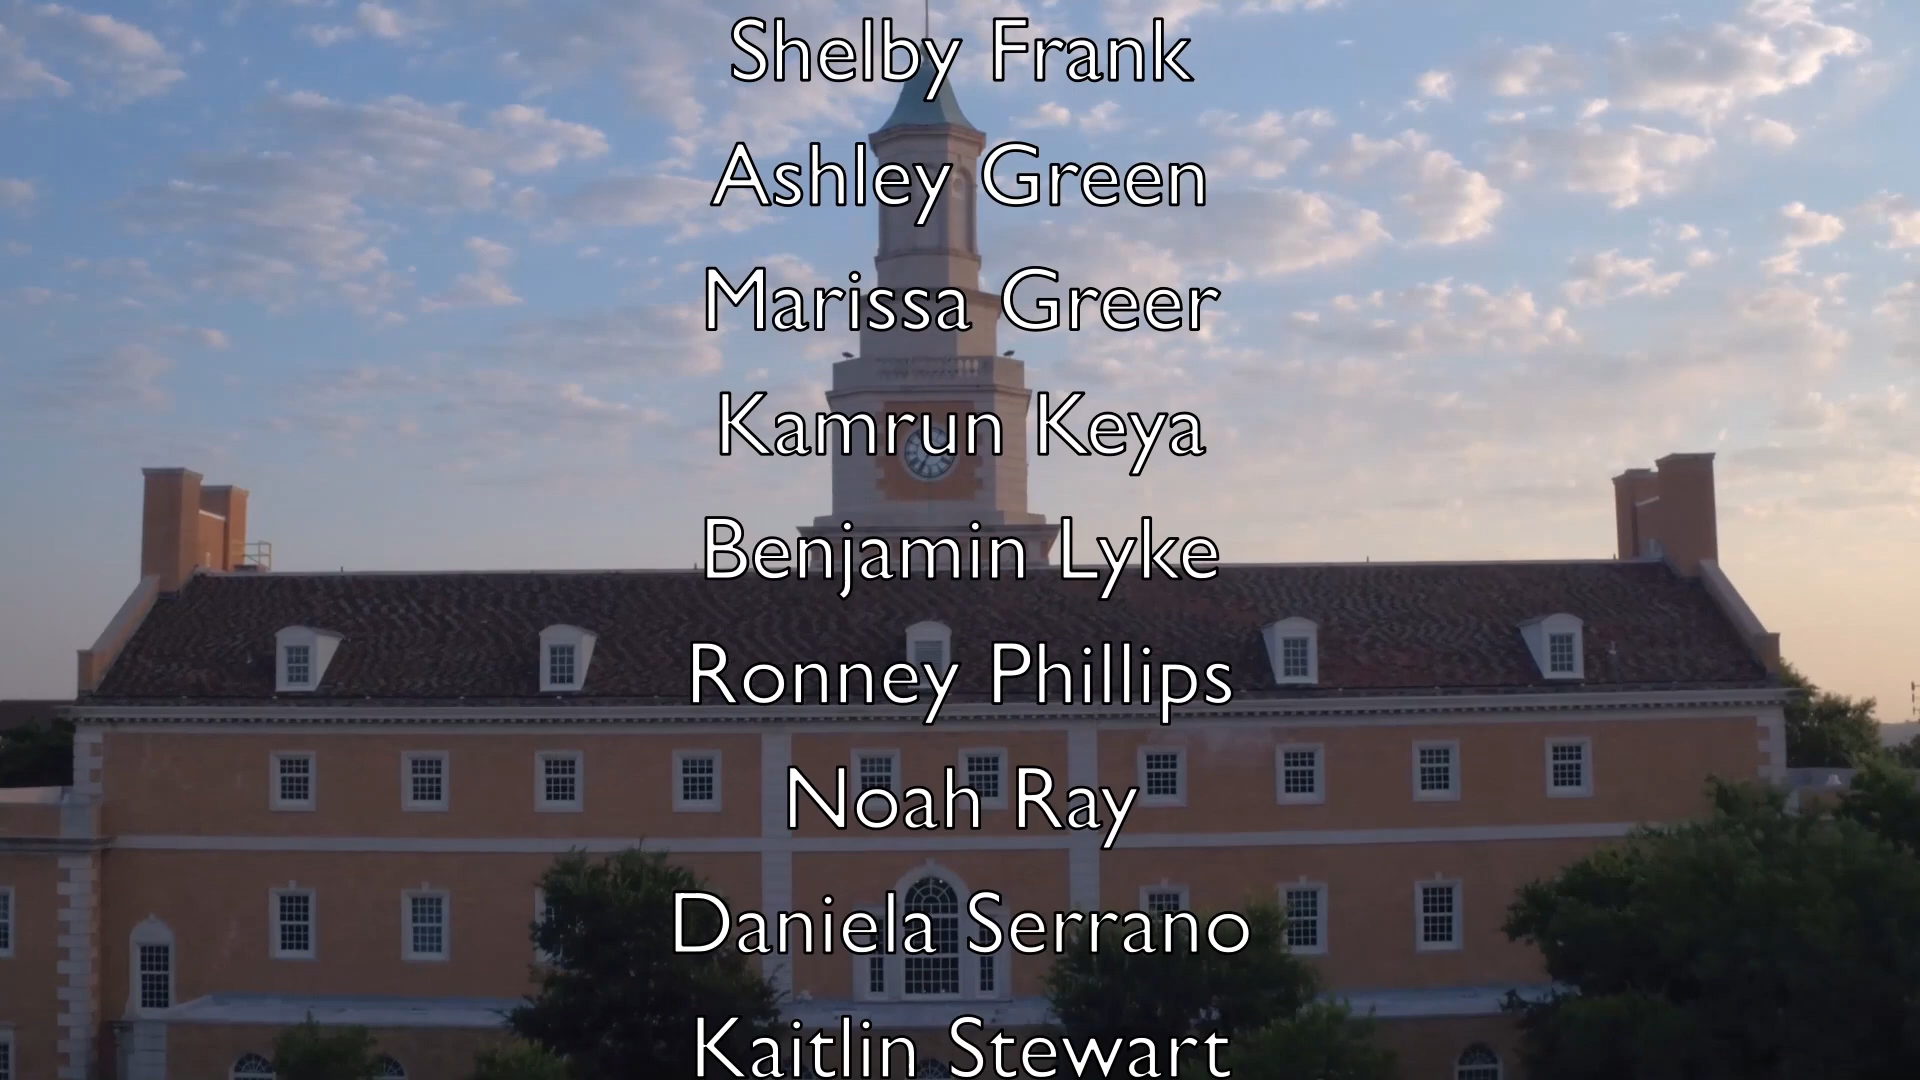 Shelby Frank
Ashley Green
Marissa Greer
Kamrun Keya
Benjamin Lyke
Ronney Phillips
Noah Ray
Daniela Serrano
Kaitlin Stewart